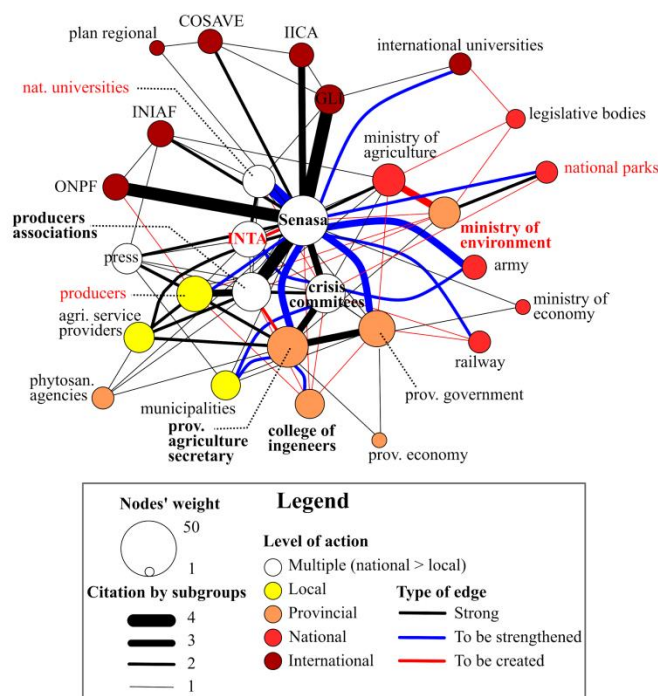 COSAVE
IICA
plan regional
international universities
nat. universities
GLI
INIAF
ministry of
agriculture
legislative bodies
ONPF
national parks
Senasa
producers
associations
INTA
ministry of
environment
press
army
crisis
commitees
producers
ministry of
economy
agri. service
providers
railway
phytosan.
agencies
municipalities
prov. government
prov.
agriculture
secretary
college of
ingeneers
prov. economy
Nodes' weight
50
1
Citation by subgroups
4
3
2
1
Legend
Level of action
Multiple (national > local)
Local
Provincial
National
International
Type of edge
Strong
To be strengthened
To be created